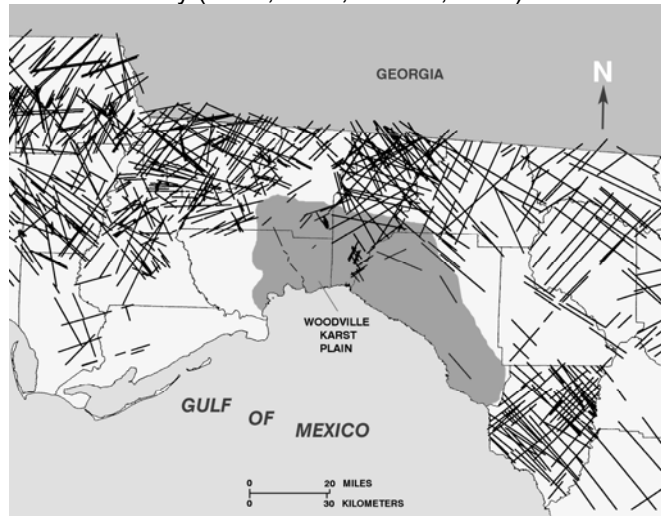 GEORGIA
N
WOODVILLE
KARST
PLAIN
GULF OF MEXICO
0 20 MILES
0 30 KILOMETERS